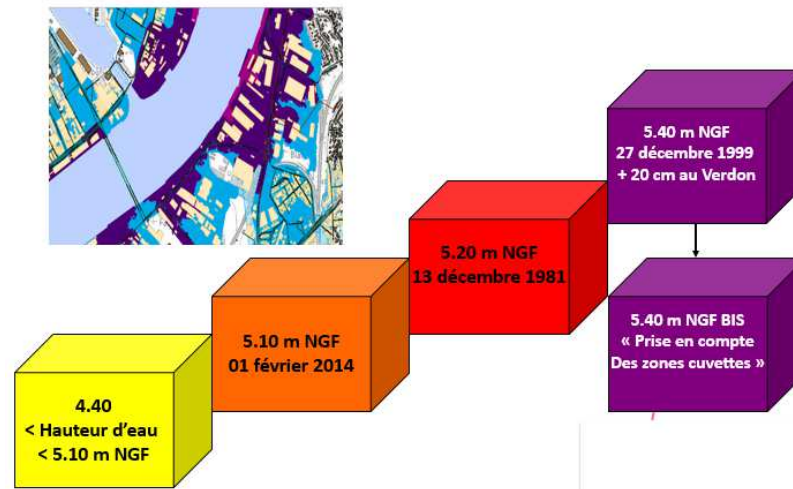 4.40
< Hauteur d'eau
< 5.10 m NGF
5.10 m NGF
01 février 2014
5.20 m NGF
13 décembre 1981
5.40 m NGF
27 décembre 1999
+ 20 cm au Verdon
5.40 m NGF BIS
« Prise en compte
Des zones cuvettes »